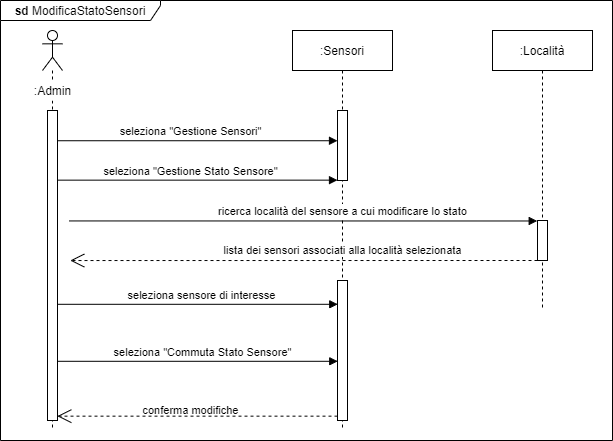 sd ModificaStatoSensori
:Admin
:Sensori
:Località
seleziona "Gestione Sensori"
seleziona "Gestione Stato Sensore"
ricerca località del sensore a cui modificare lo stato
lista dei sensori associati alla località selezionata
seleziona sensore di interesse
seleziona "Commuta Stato Sensore"
conferma modifiche